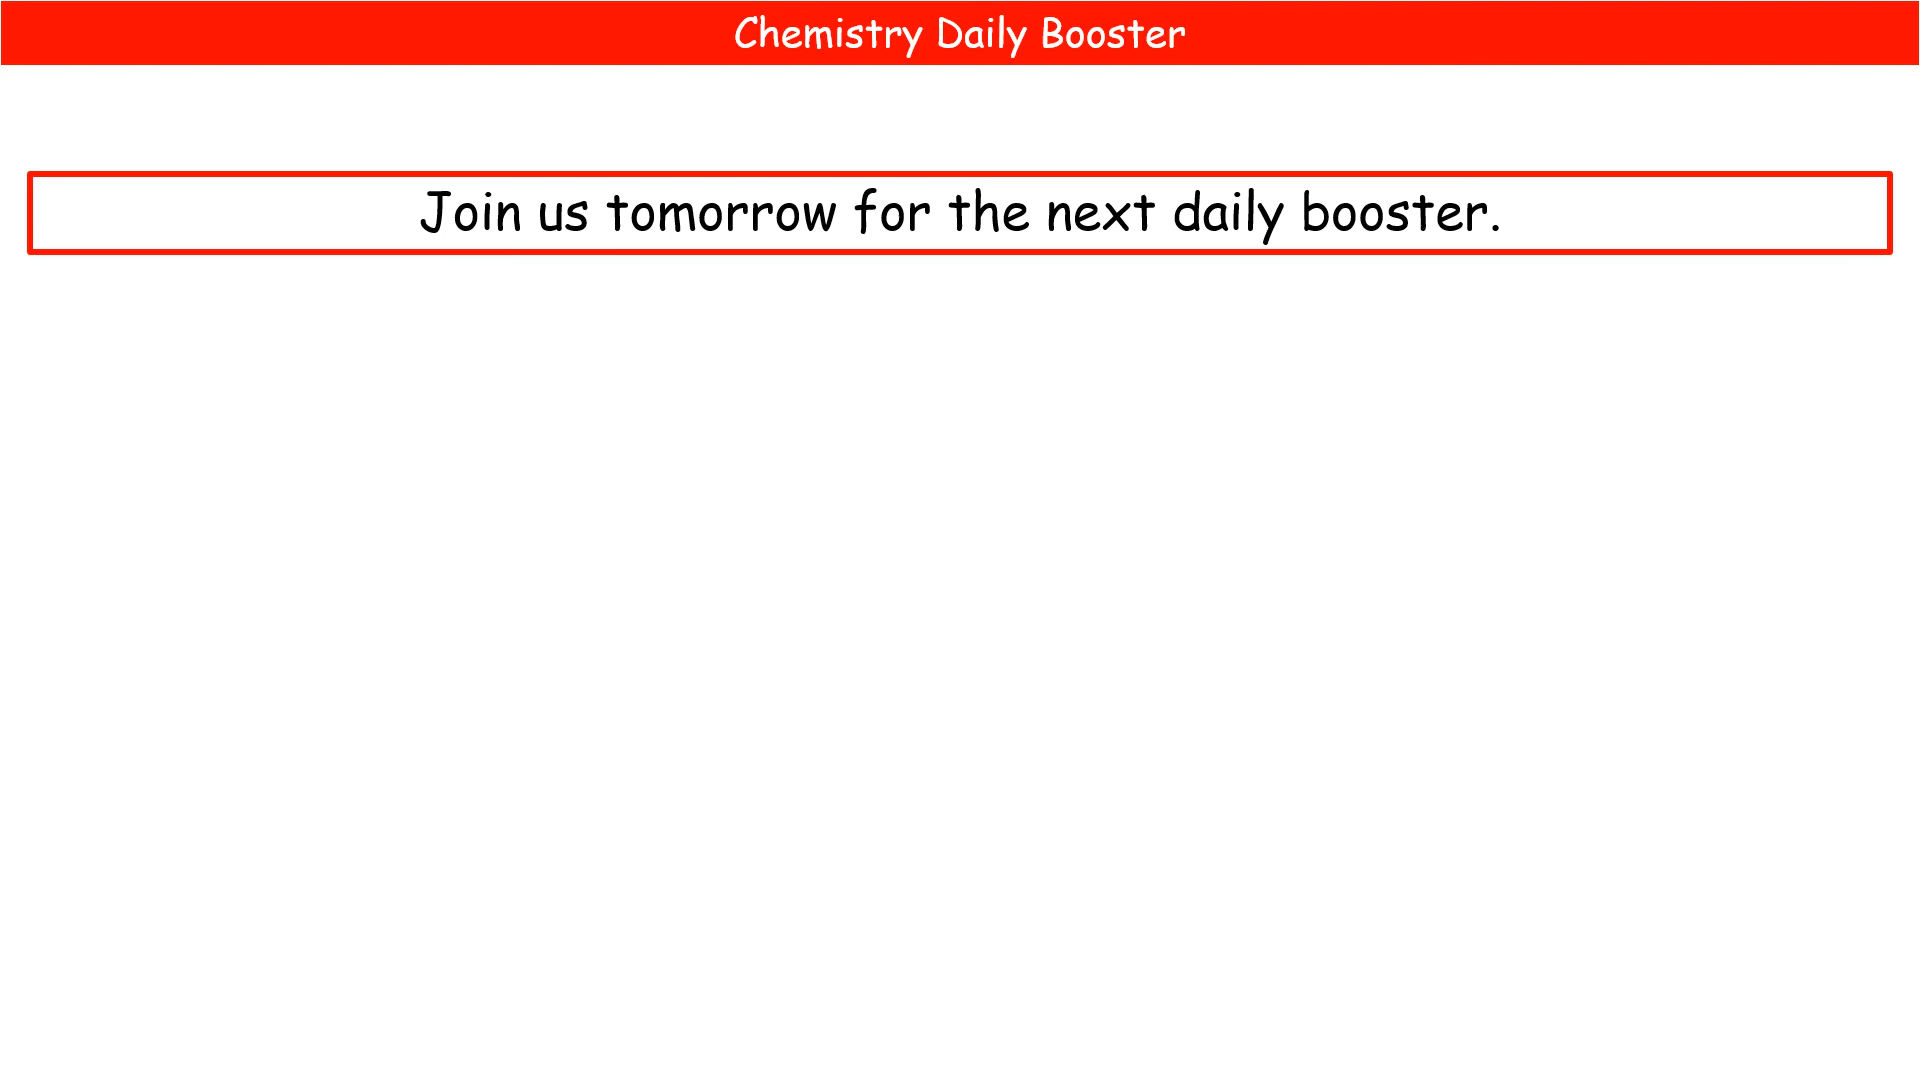 Chemistry Daily Booster
Join us tomorrow for the next daily booster.